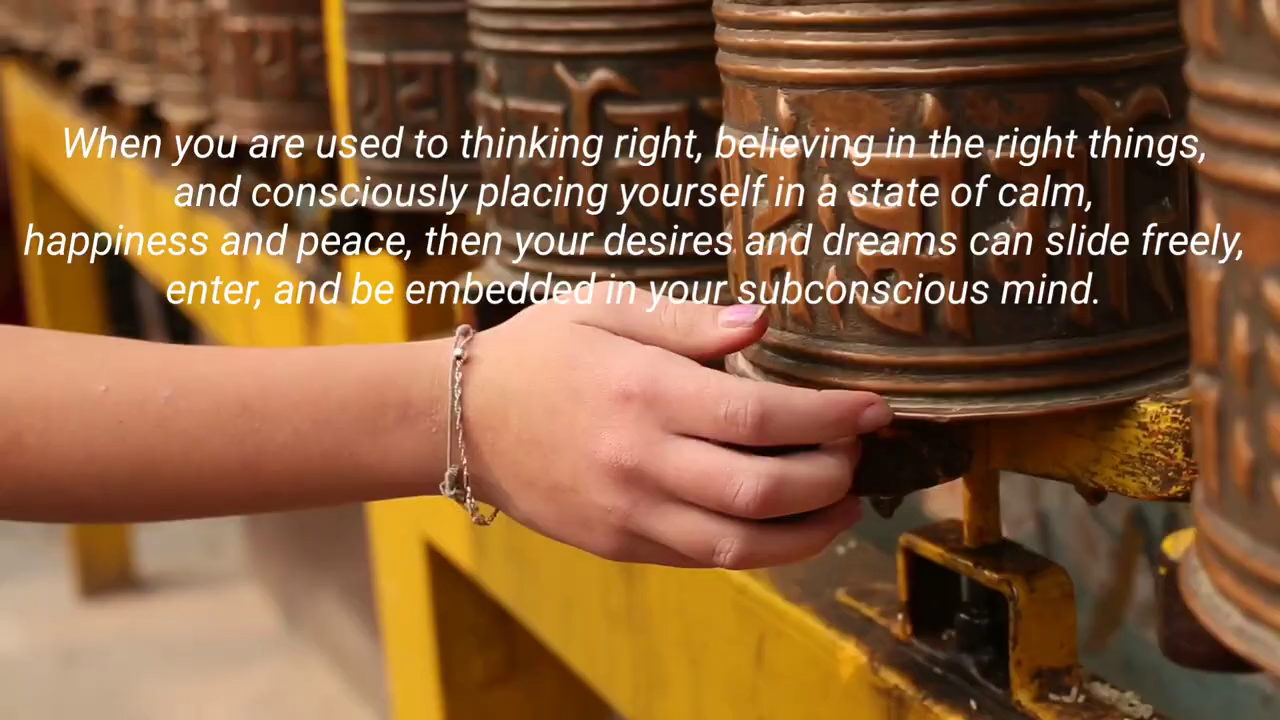 When you are used to thinking right, believing in the right things,
and consciously placing yourself in a state of calm,
happiness and peace, then your desires and dreams can slide freely,
enter, and be embedded in your subconscious mind.